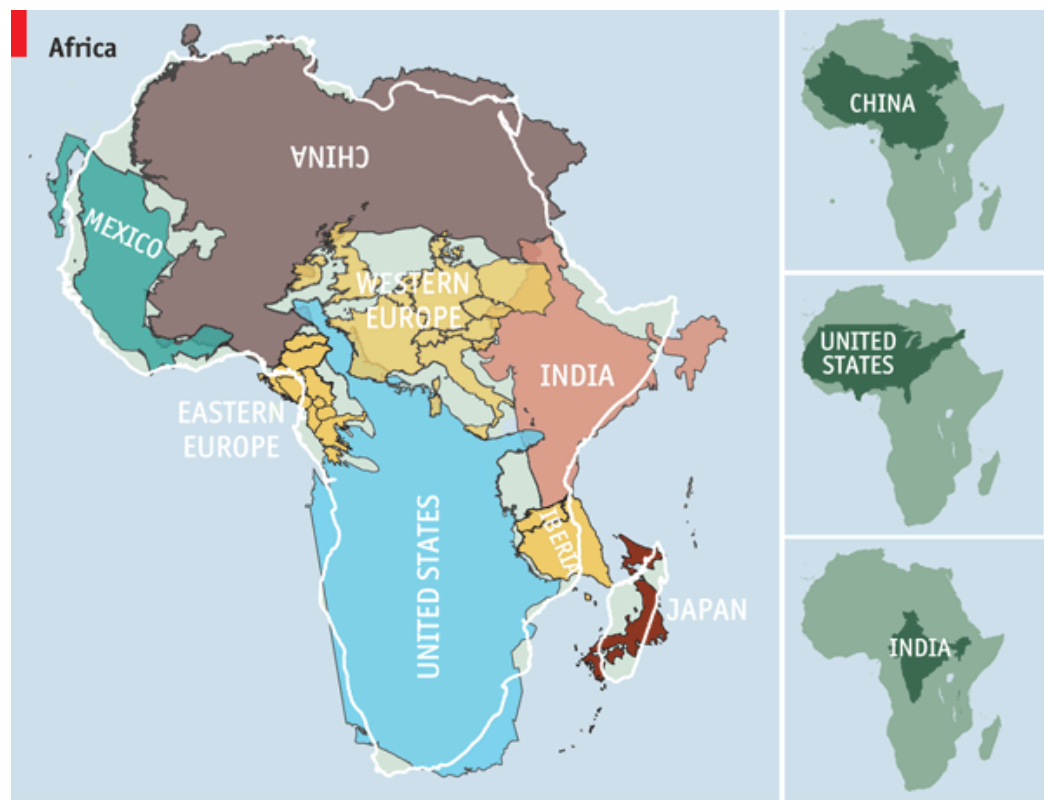 Africa
CHINA
MEXICO
WESTERN
EUROPE
INDIA
EASTERN
EUROPE
UNITED STATES
IBERIA
JAPAN
CHINA
UNITED
STATES
INDIA